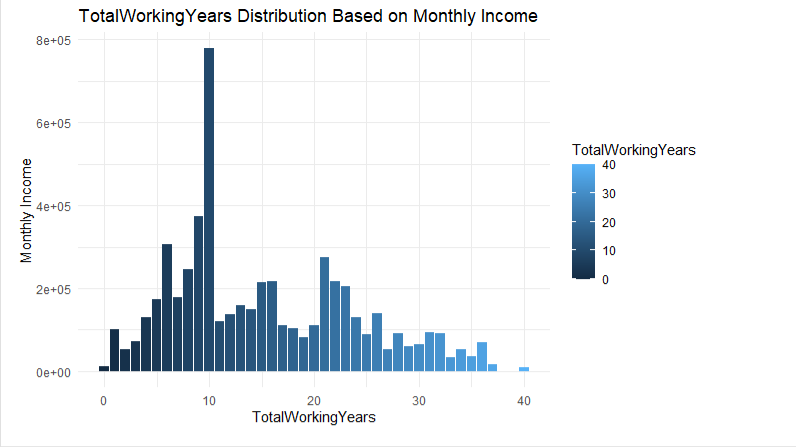 TotalWorkingYears Distribution Based on Monthly Income
8e+05
6e+05
4e+05
2e+05
0e+00
Monthly Income
0 10 20 30 40
TotalWorkingYears
TotalWorkingYears
40
30
20
10
0